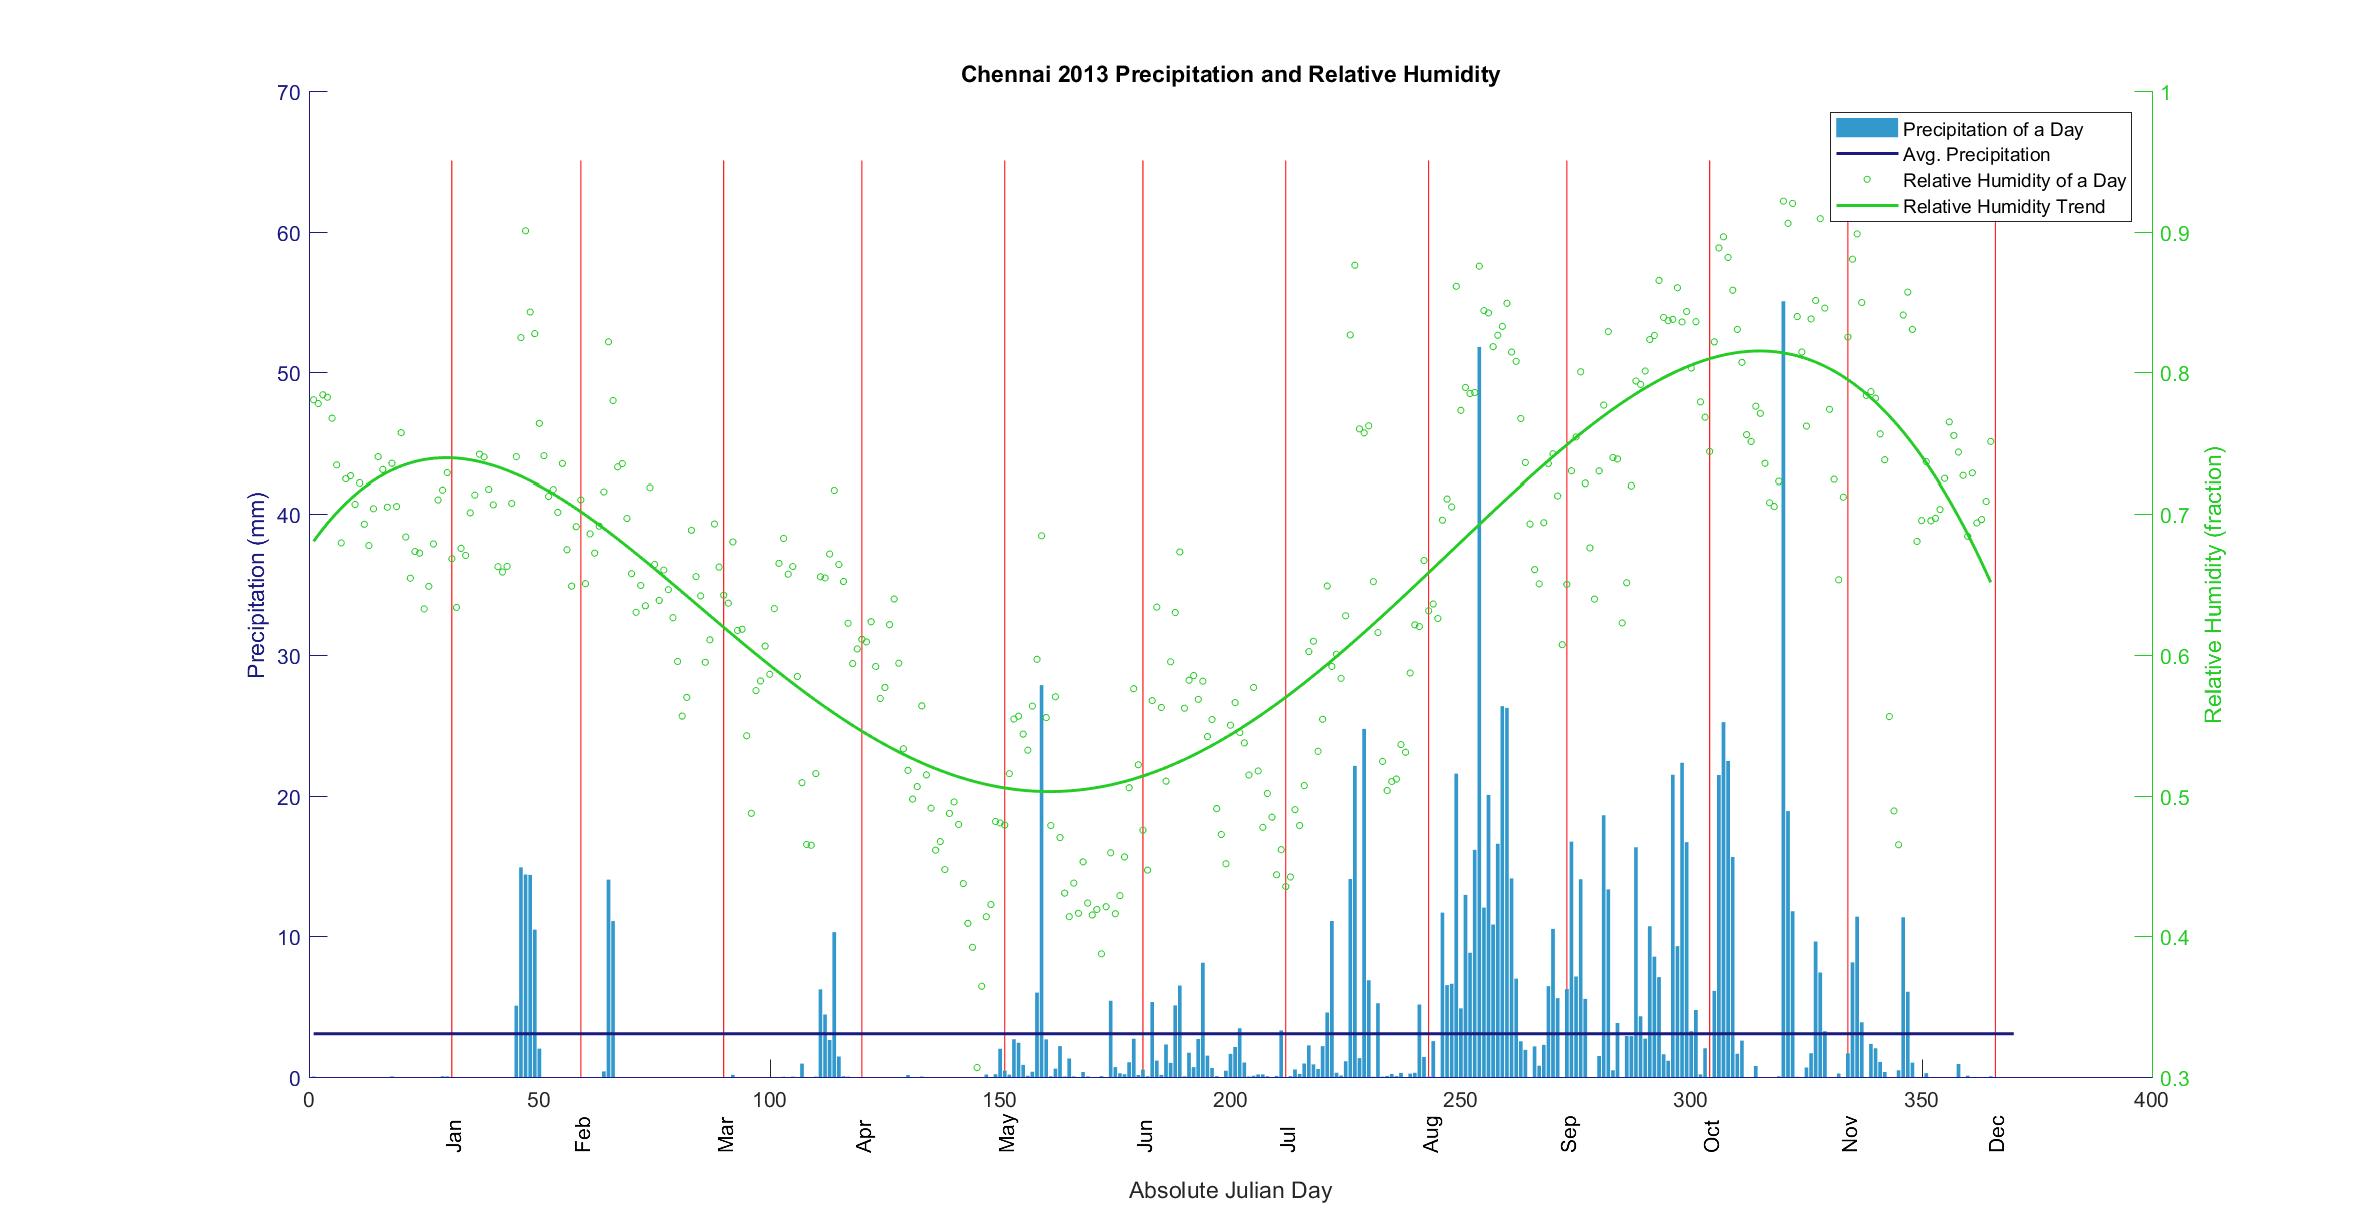 Chennai 2013 Precipitation and Relative Humidity
Precipitation of a Day
Avg. Precipitation
Relative Humidity of a Day
Relative Humidity Trend
Precipitation (mm)
70
60
50
40
30
20
10
0
Relative Humidity (fraction)
1
0.9
0.8
0.7
0.6
0.5
0.4
0.3
0 50 100 150 200 250 300 350 400
Jan Feb Mar Apr May Jun Jul Aug Sep Oct Nov Dec
Absolute Julian Day